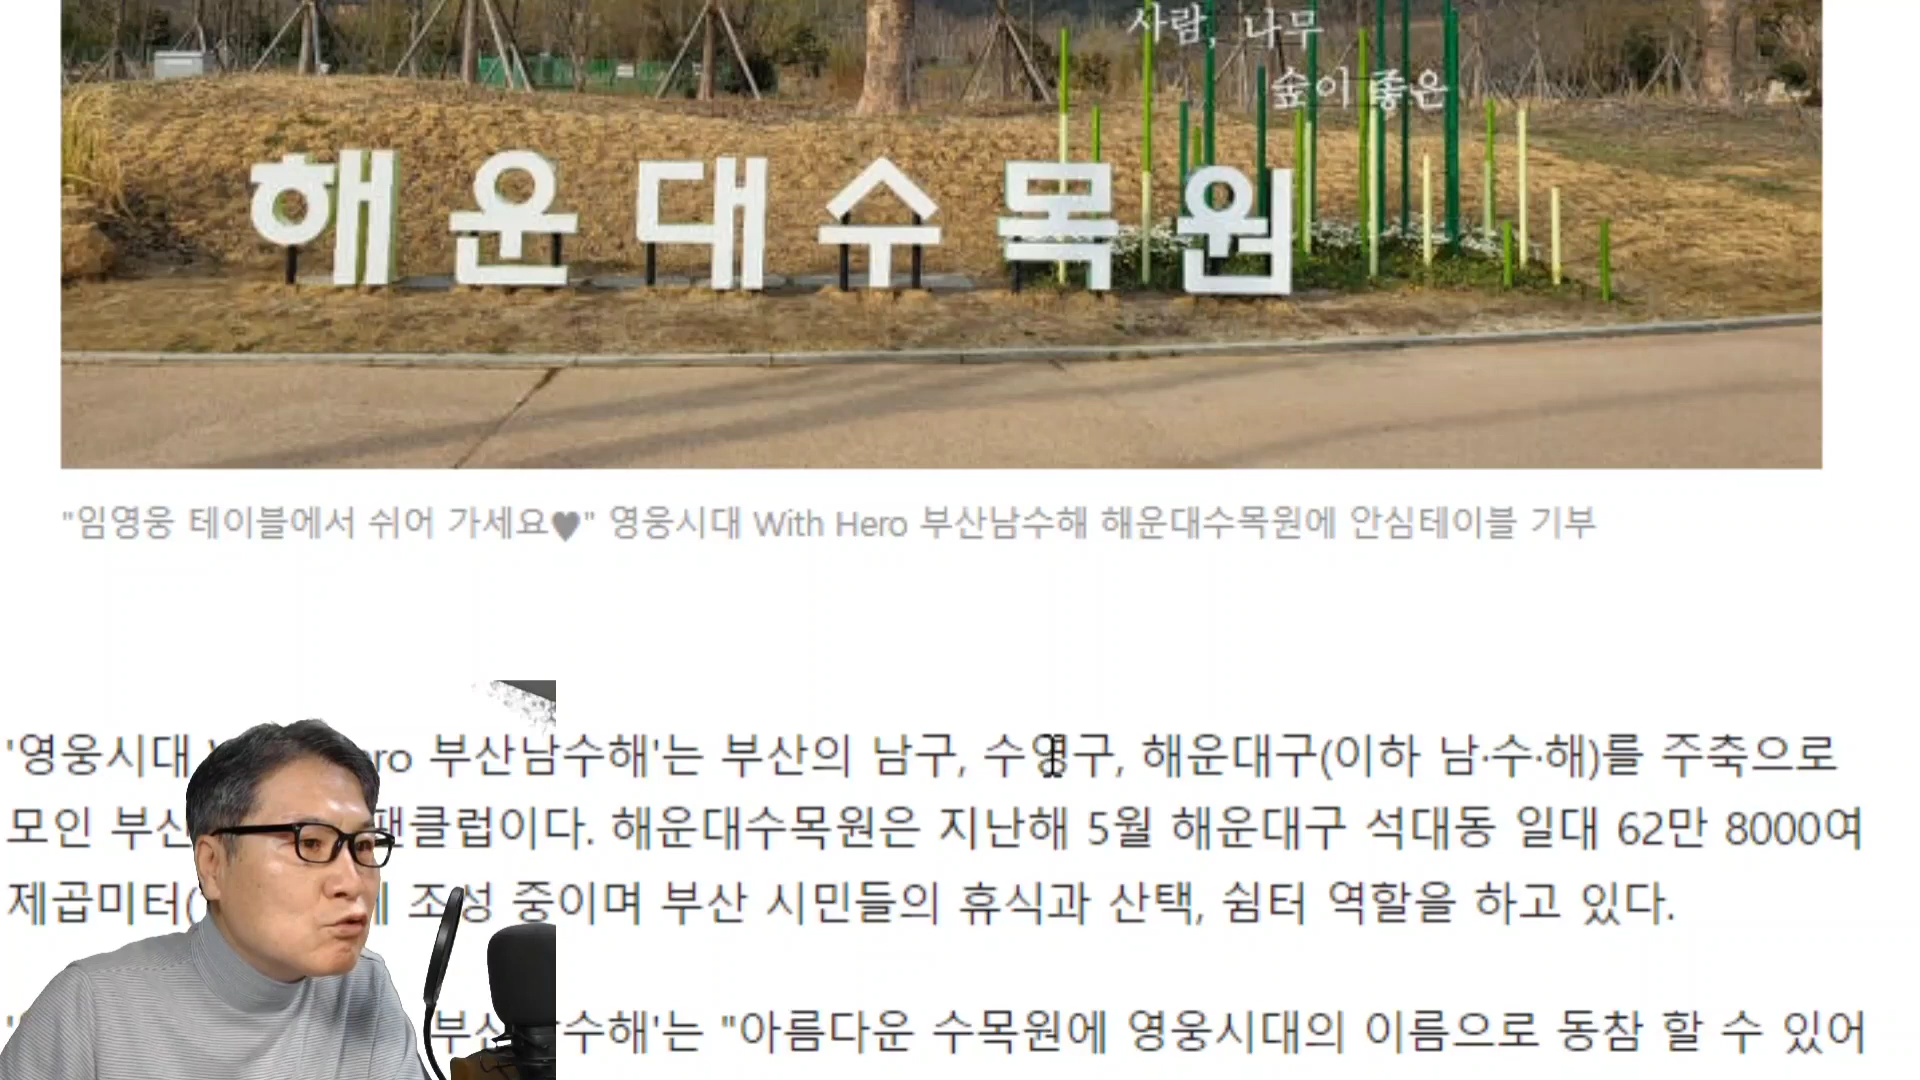 사람, 나무
숲이 좋은
해운대수목원
"임영웅 테이블에서 쉬어 가세요♥" 영웅시대 With Hero 부산남수해 해운대수목원에 안심테이블 기부
'영웅시대 ero 부산남수해'는 부산의 남구, 수영구, 해운대구(이하 남·수·해)를 주축으로
모인 부산 팬클럽이다. 해운대수목원은 지난해 5월 해운대구 석대동 일대 62만 8000여
제곱미터( 에 조성 중이며 부산 시민들의 휴식과 산택, 쉼터 역할을 하고 있다.
부산 수해'는 "아름다운 수목원에 영웅시대의 이름으로 동참 할 수 있어